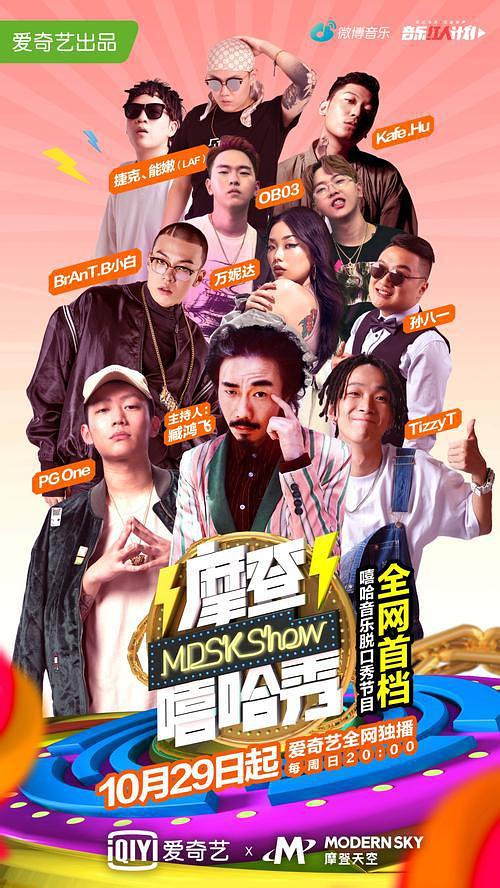 爱奇艺出品
微博音乐
音乐红人计划
Kafe.Hu
捷克、能嫩(LAF)
OB03
BrAnT.B小白
万妮达
孙八一
主持人:
臧鸿飞
TizzyT
PG One
摩登
MDSK Show
嘻哈秀
全网首档
嘻哈音乐脱口秀节目
10月29日起
爱奇艺全网独播
每周日20:00
iQIYI 爱奇艺 x MODERN SKY
摩登天空